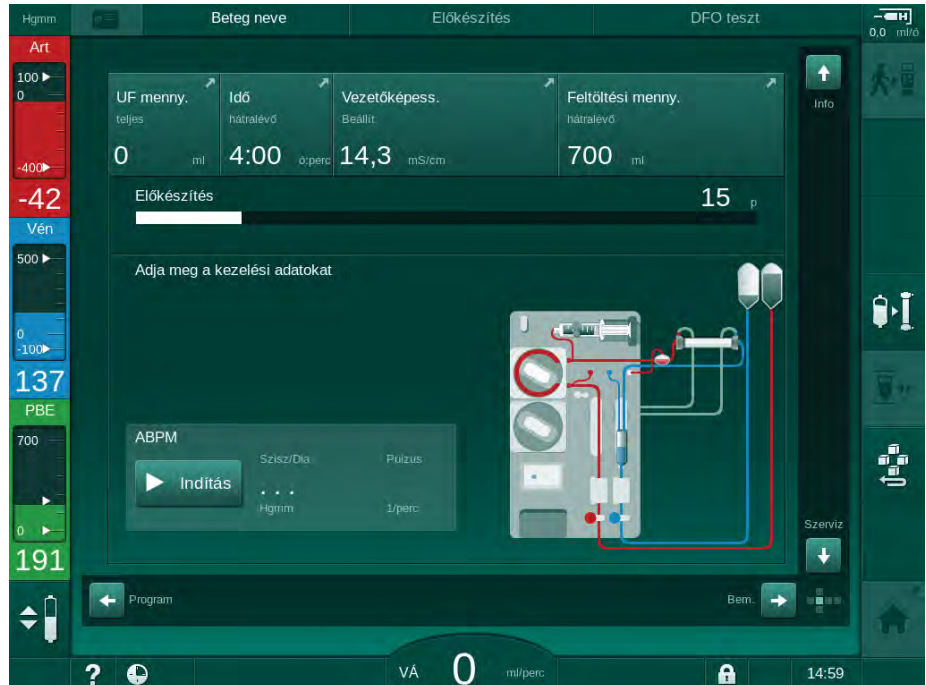 Hgmm
Beteg neve
Előkészítés
DFO teszt
0,0 ml/ó
Art
100
0
-400
-42
Vén
500
0
-100
137
PBE
700
0
191
UF menny.
teljes
0 ml
Idő
hátralévő
4:00 ó:perc
Vezetőképess.
Beállít
14,3 mS/cm
Feltöltési menny.
hátralévő
700 ml
Info
Előkészítés
15 p
Adja meg a kezelési adatokat
ABPM
Szisz/Dia
Pulzus
Indítás
. . .
Hgmm
1/perc
Szerviz
Program
Bem.
?
VÁ 0 ml/perc
14:59